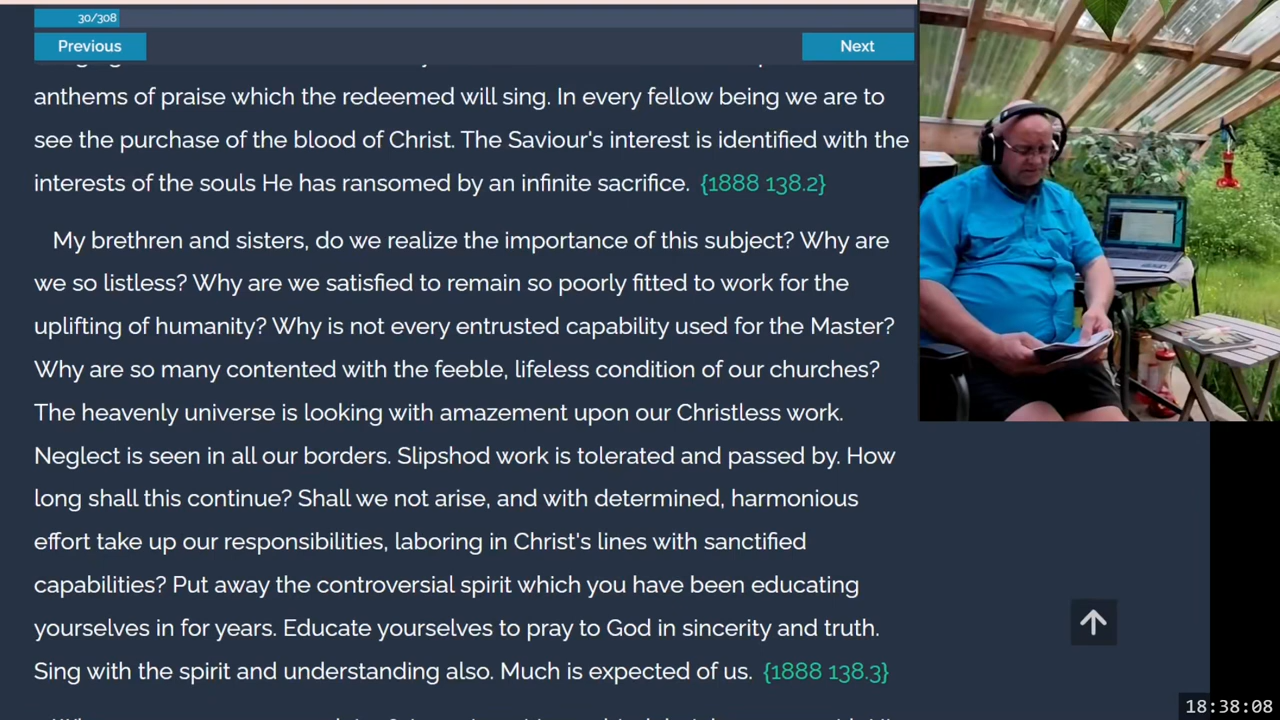 30/308
Previous
Next
anthems of praise which the redeemed will sing. In every fellow being we are to
see the purchase of the blood of Christ. The Saviour's interest is identified with the
interests of the souls He has ransomed by an infinite sacrifice. {1888 138.2}
My brethren and sisters, do we realize the importance of this subject? Why are
we so listless? Why are we satisfied to remain so poorly fitted to work for the
uplifting of humanity? Why is not every entrusted capability used for the Master?
Why are so many contented with the feeble, lifeless condition of our churches?
The heavenly universe is looking with amazement upon our Christless work.
Neglect is seen in all our borders. Slipshod work is tolerated and passed by. How
long shall this continue? Shall we not arise, and with determined, harmonious
effort take up our responsibilities, laboring in Christ's lines with sanctified
capabilities? Put away the controversial spirit which you have been educating
yourselves in for years. Educate yourselves to pray to God in sincerity and truth.
Sing with the spirit and understanding also. Much is expected of us. {1888 138.3}
18:38:08